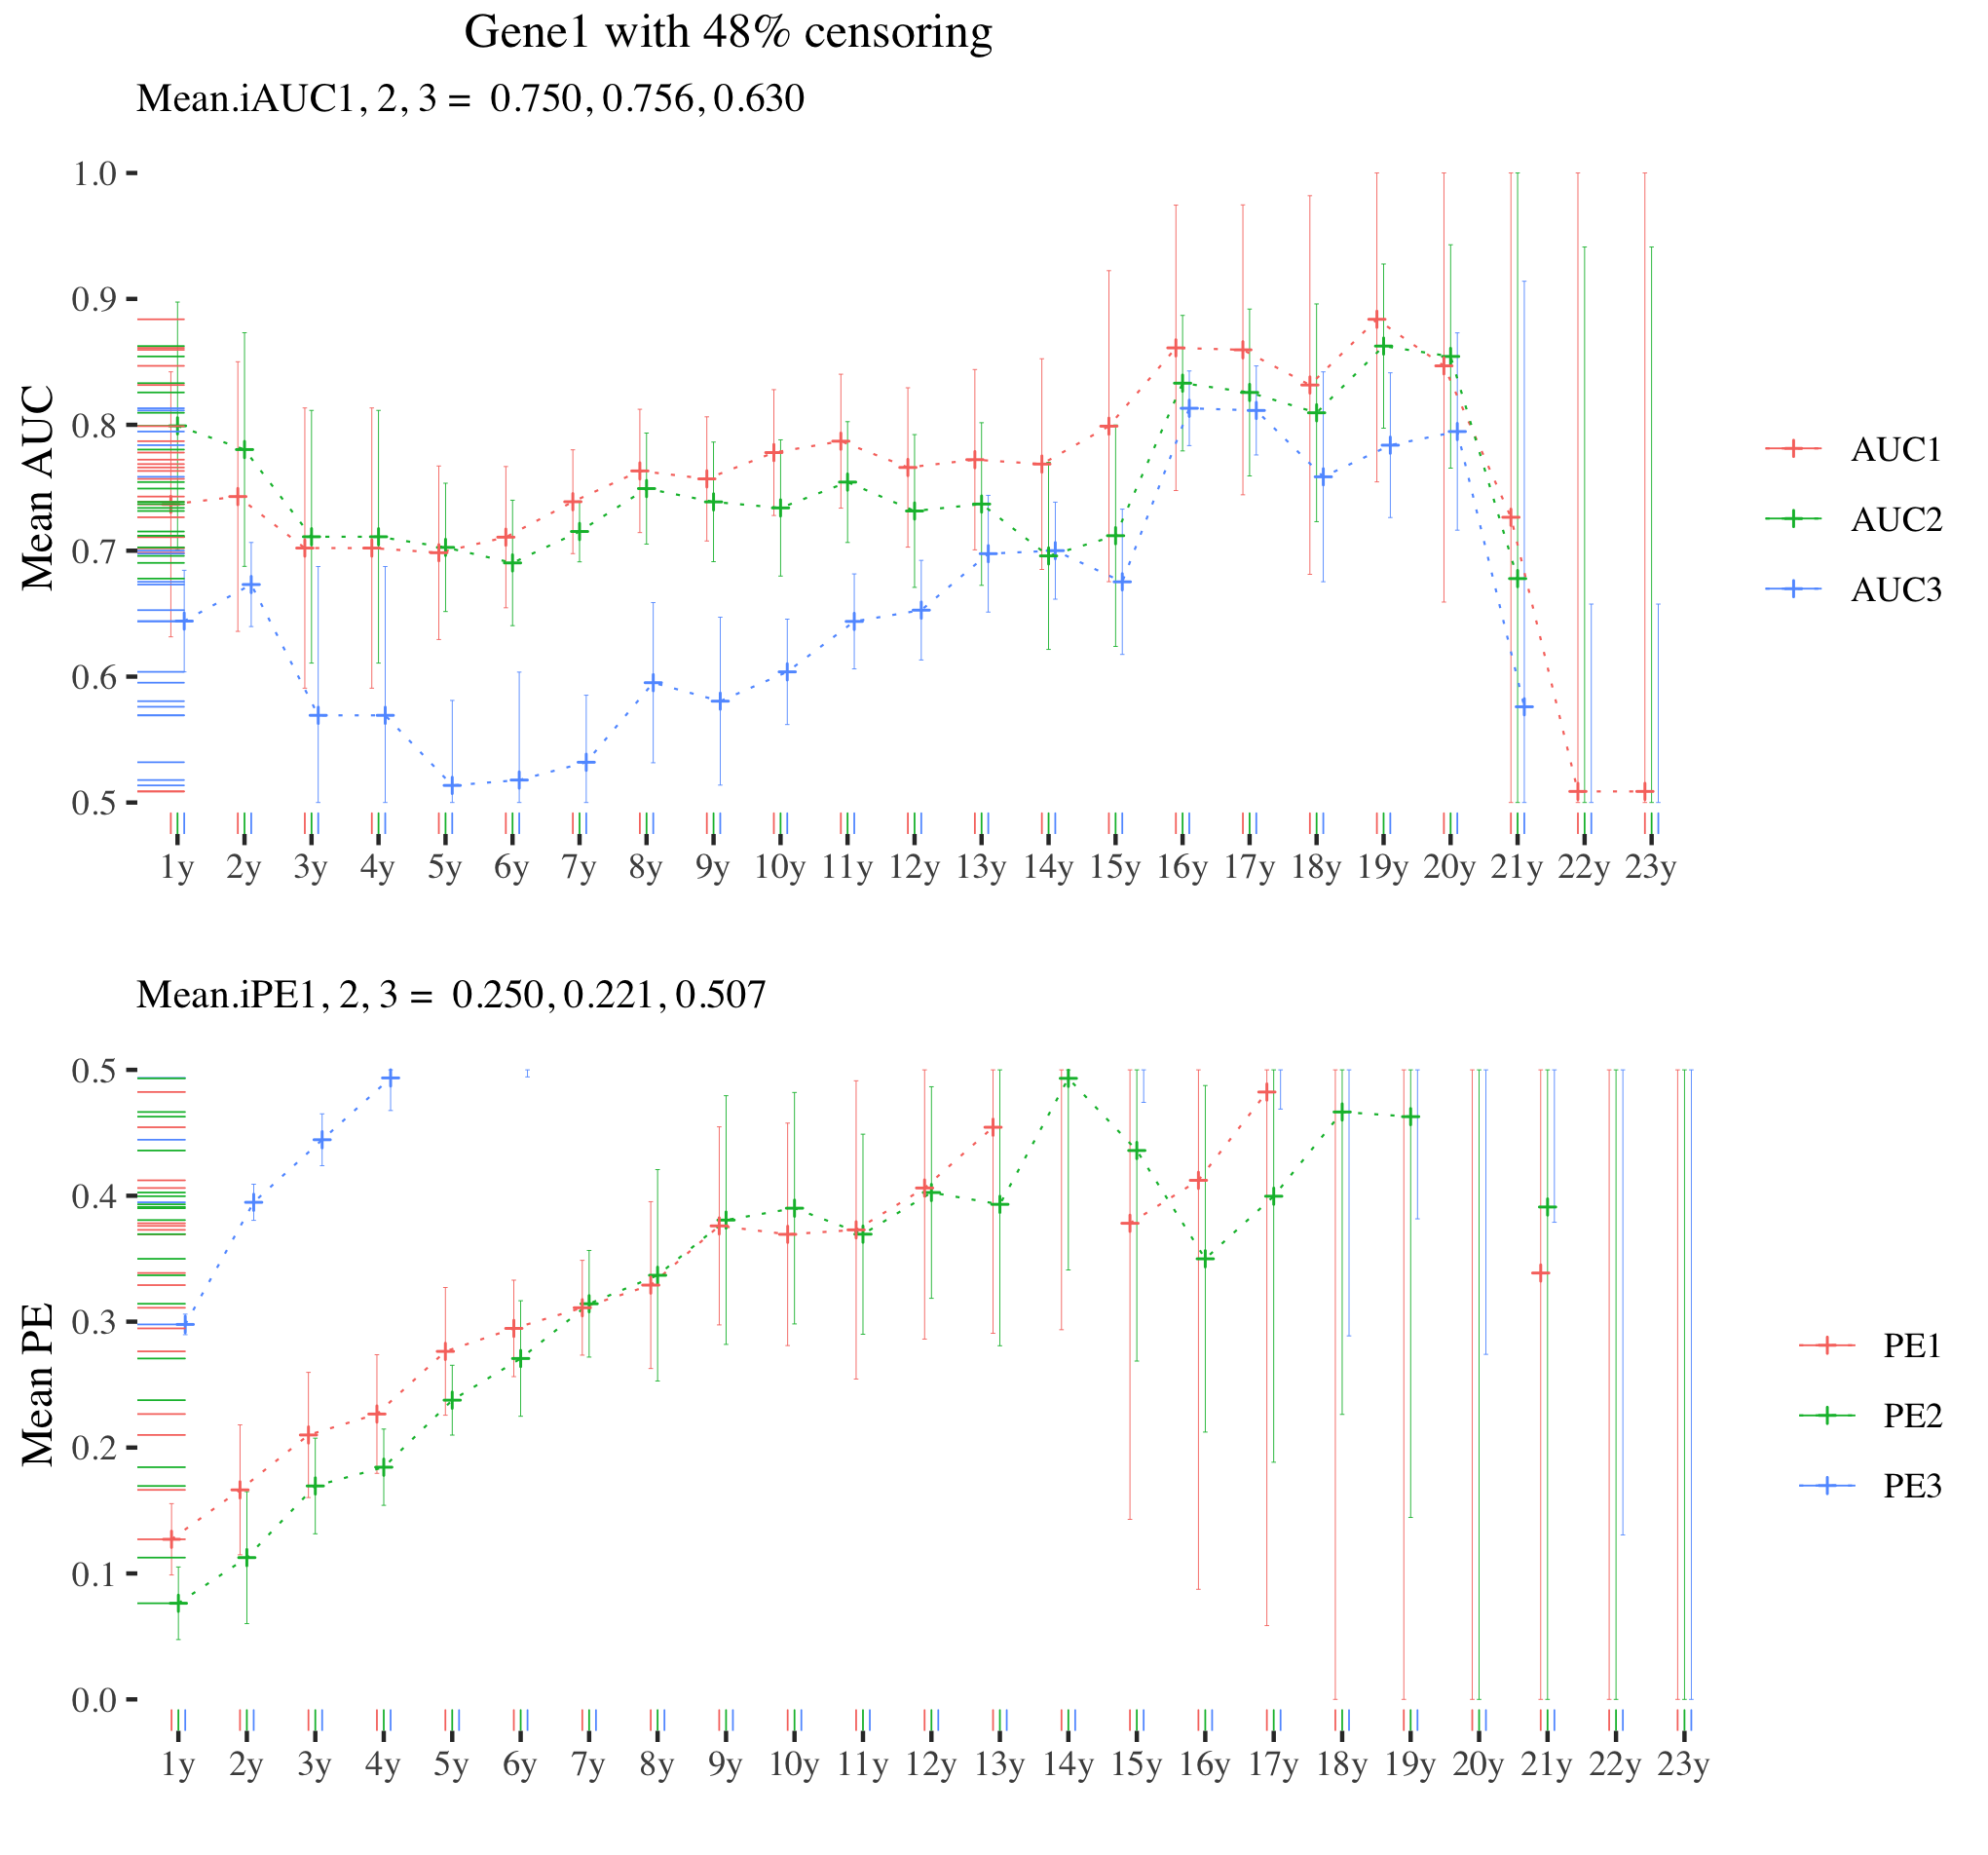 Gene1 with 48% censoring
Mean.iAUC1, 2, 3 = 0.750, 0.756, 0.630
Mean AUC
1.0
0.9
0.8
0.7
0.6
0.5
1y 2y 3y 4y 5y 6y 7y 8y 9y 10y 11y 12y 13y 14y 15y 16y 17y 18y 19y 20y 21y 22y 23y
AUC1
AUC2
AUC3
Mean.iPE1, 2, 3 = 0.250, 0.221, 0.507
Mean PE
0.5
0.4
0.3
0.2
0.1
0.0
1y 2y 3y 4y 5y 6y 7y 8y 9y 10y 11y 12y 13y 14y 15y 16y 17y 18y 19y 20y 21y 22y 23y
PE1
PE2
PE3